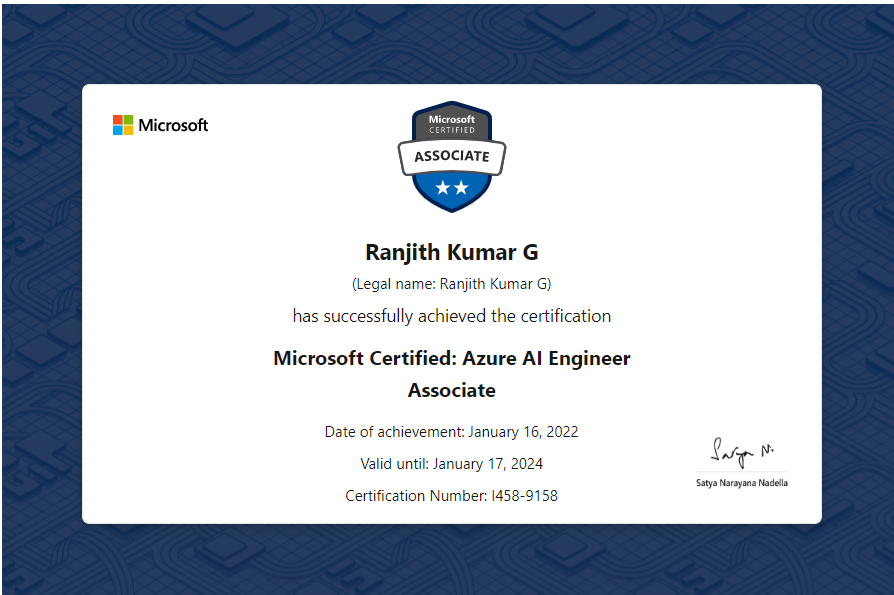 Microsoft
Microsoft
CERTIFIED
ASSOCIATE
Ranjith Kumar G
(Legal name: Ranjith Kumar G)
has successfully achieved the certification
Microsoft Certified: Azure AI Engineer
Associate
Date of achievement: January 16, 2022
Valid until: January 17, 2024
Certification Number: I458-9158
Satya N.
Satya Narayana Nadella